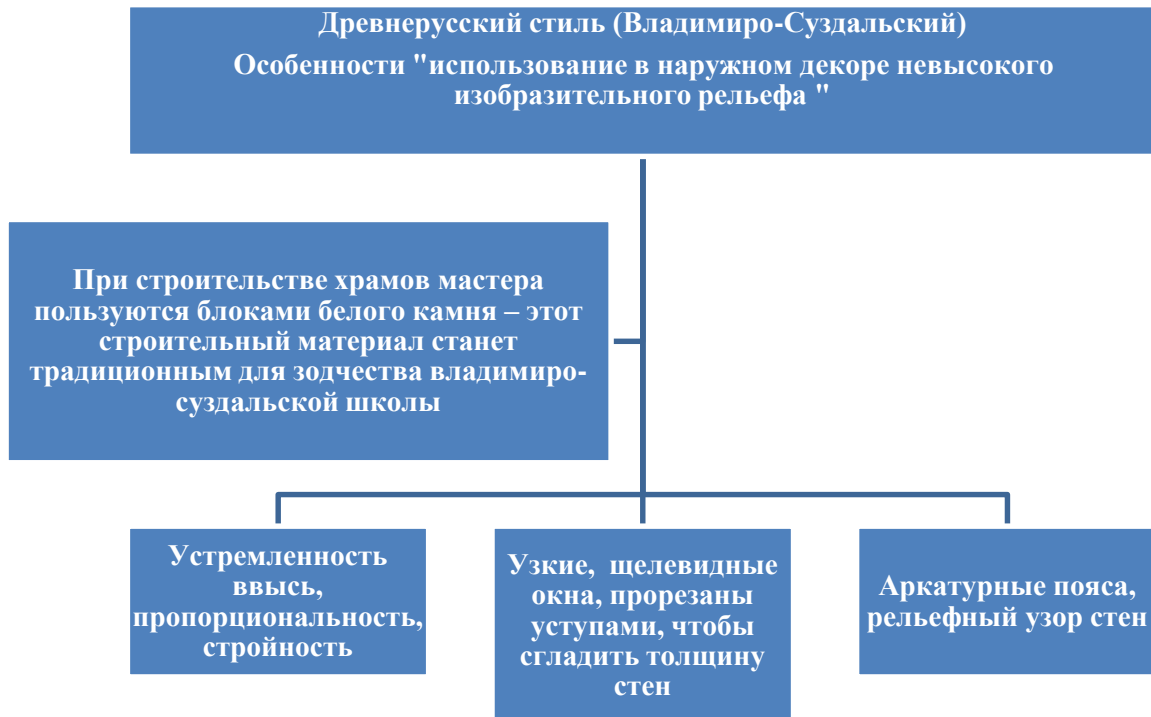 Древнерусский стиль (Владимиро-Суздальский)
Особенности "использование в наружном декоре невысокого
изобразительного рельефа "
При строительстве храмов мастера
пользуются блоками белого камня – этот
строительный материал станет
традиционным для зодчества владимиро-
суздальской школы
Устремленность
ввысь,
пропорциональность,
стройность
Узкие, щелевидные
окна, прорезаны
уступами, чтобы
сгладить толщину
стен
Аркатурные пояса,
рельефный узор стен